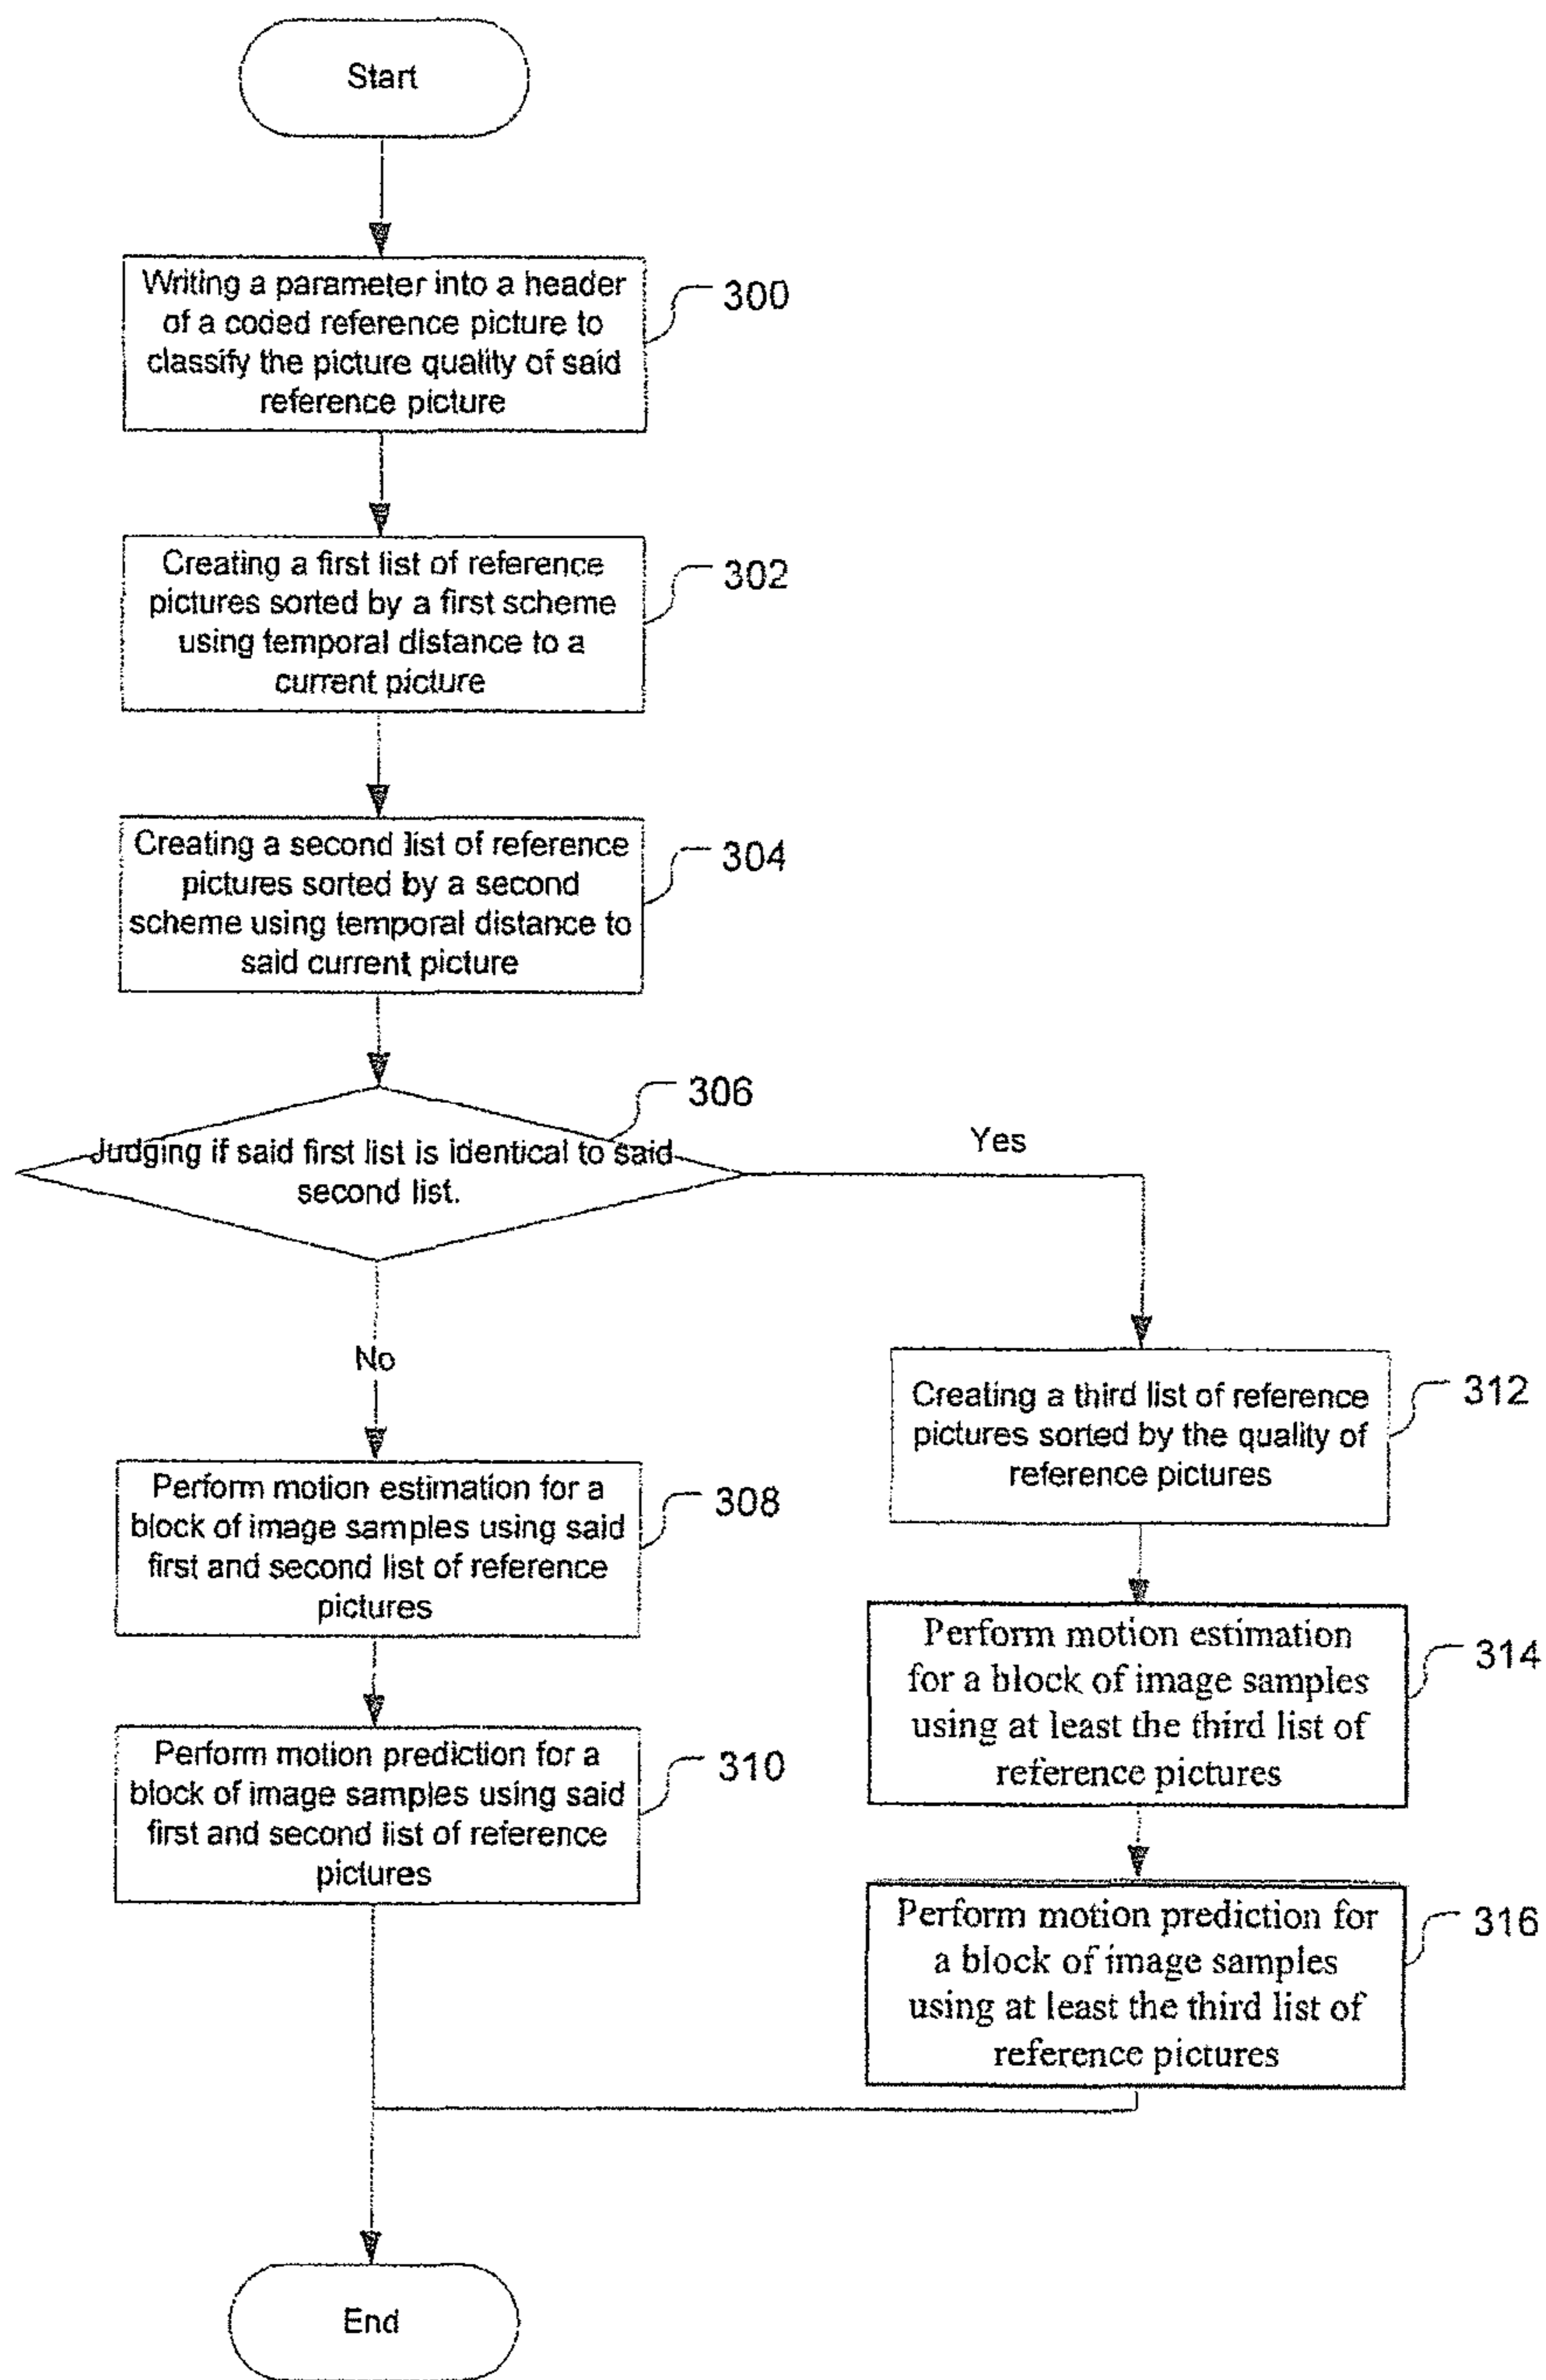 Start
Writing a parameter into a header
of a coded reference picture to
classify the picture quality of said
reference picture
300
Creating a first list of reference
pictures sorted by a first scheme
using temporal distance to a
current picture
302
Creating a second list of reference
pictures sorted by a second
scheme using temporal distance to
said current picture
304
306
Judging if said first list is identical to said
second list.
Yes
No
Perform motion estimation for a
block of image samples using said
first and second list of reference
pictures
308
Perform motion prediction for a
block of image samples using said
first and second list of reference
pictures
310
Creating a third list of reference
pictures sorted by the quality of
reference pictures
312
Perform motion estimation
for a block of image samples
using at least the third list of
reference pictures
314
Perform motion prediction for
a block of image samples
using at least the third list of
reference pictures
316
End